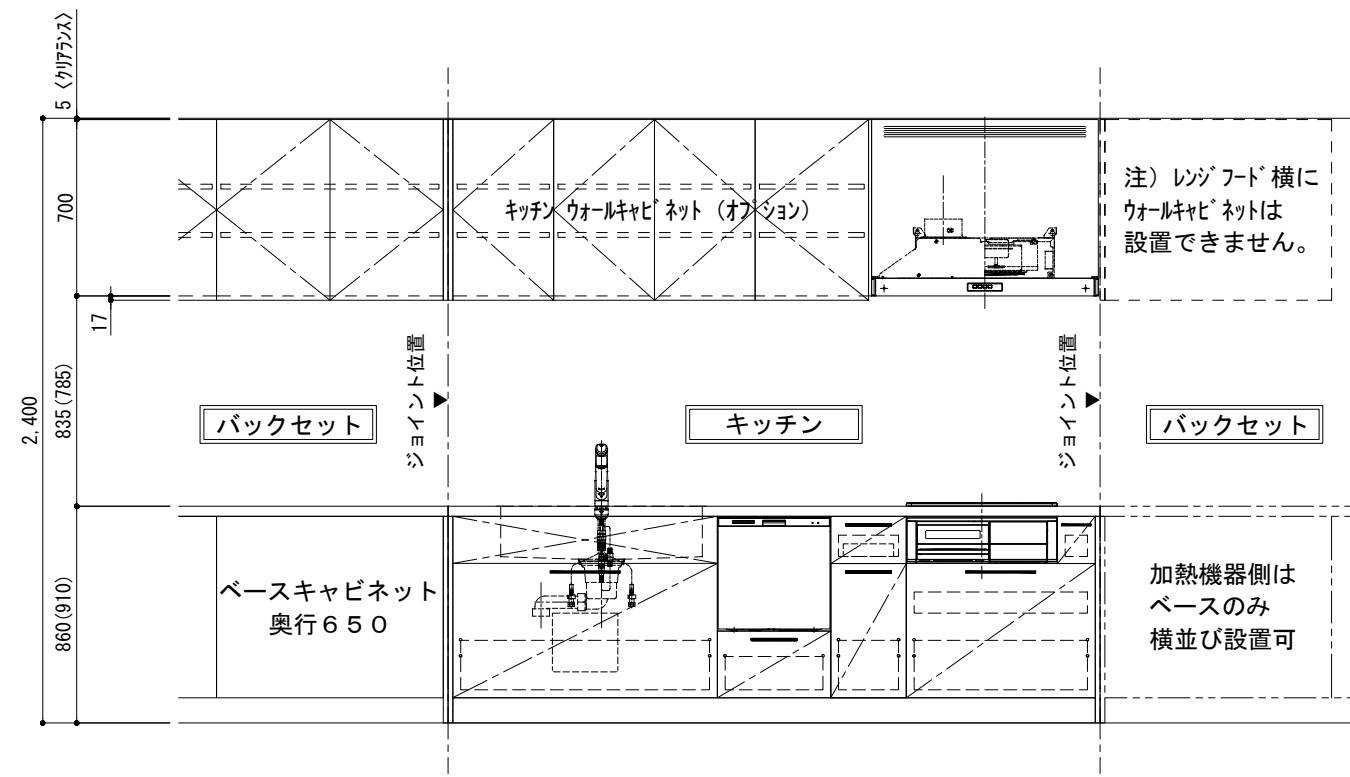 5 〈クリアランス〉
700
17
2,400
835(785)
860(910)
キッチン ウォールキャビネット (オプション)
注) レンジフード横に
ウォールキャビネットは
設置できません。
ジョイント位置
ジョイント位置
バックセット
キッチン
バックセット
ベースキャビネット
奥行650
加熱機器側は
ベースのみ
横並び設置可